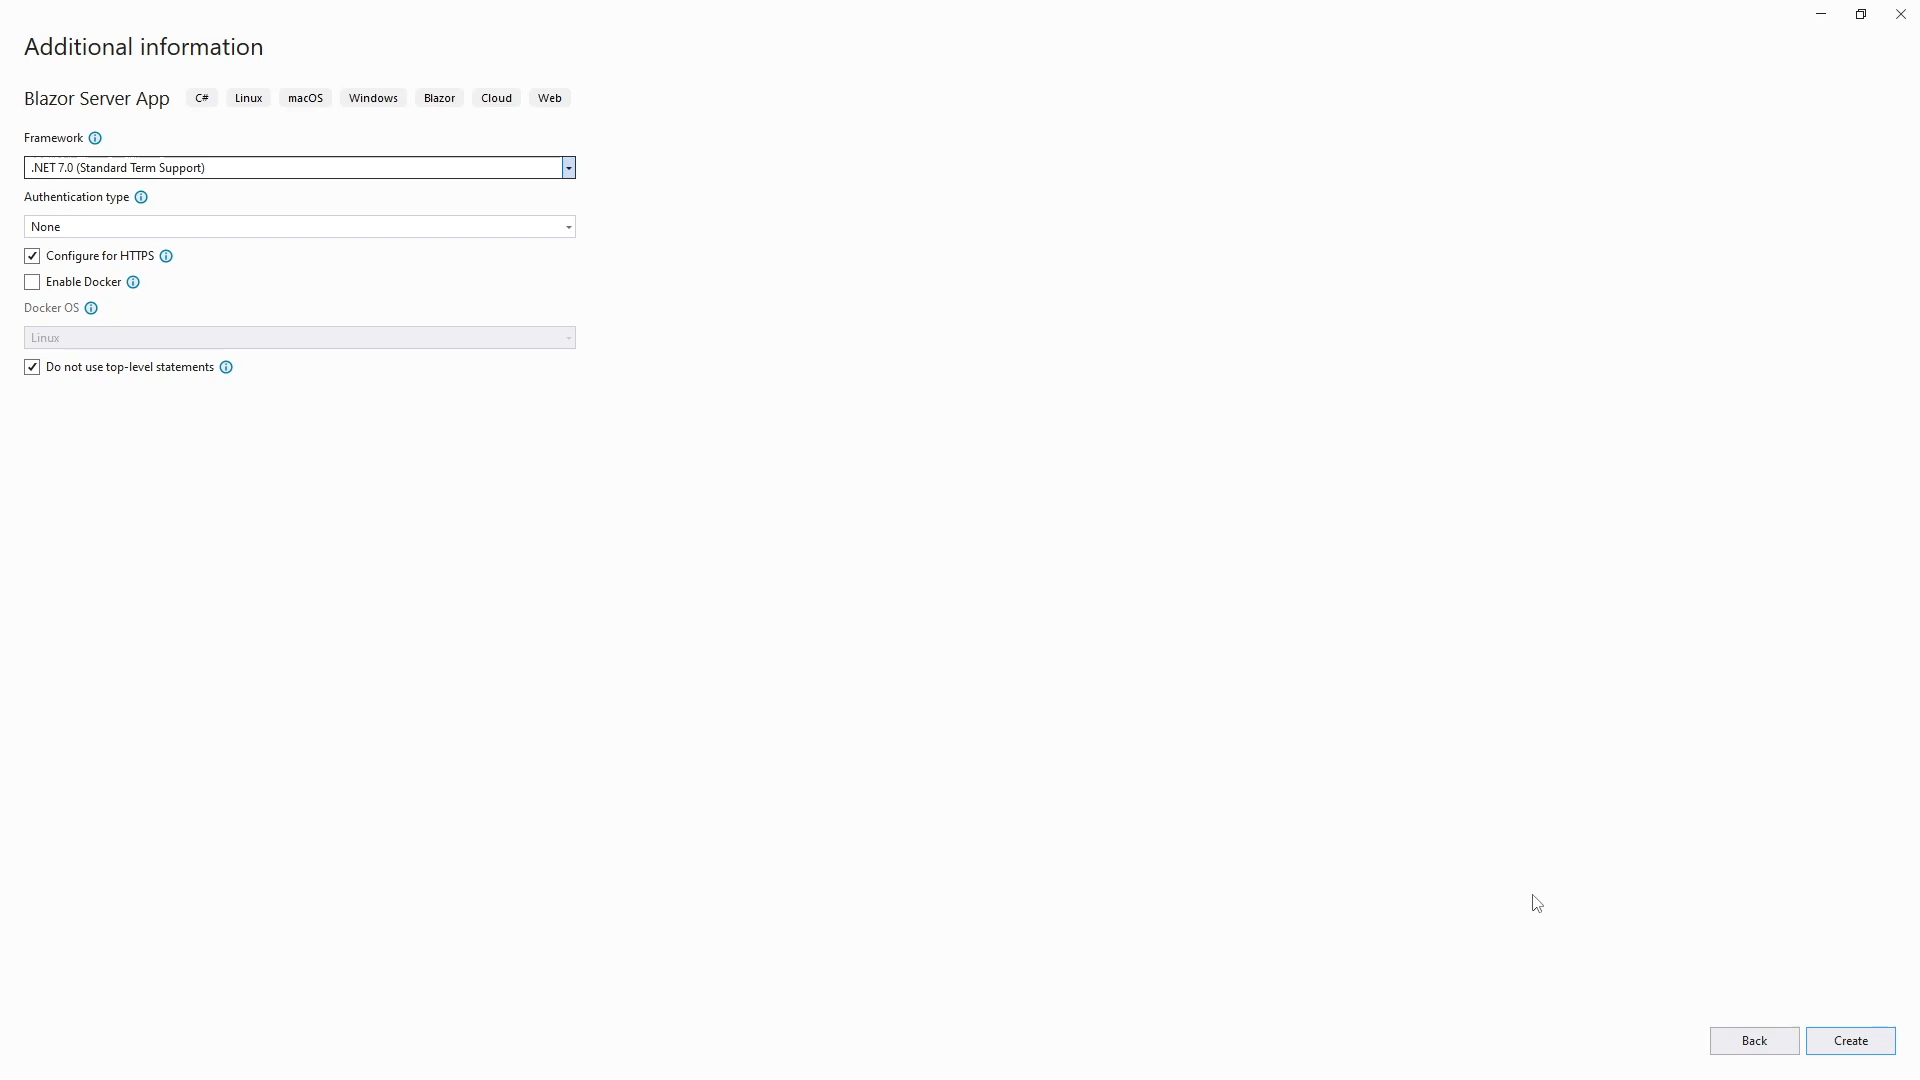 Additional information
Blazor Server App C# Linux macOS Windows Blazor Cloud Web
Framework
.NET 7.0 (Standard Term Support)
Authentication type
None
Configure for HTTPS
Enable Docker
Docker OS
Linux
Do not use top-level statements
Back Create